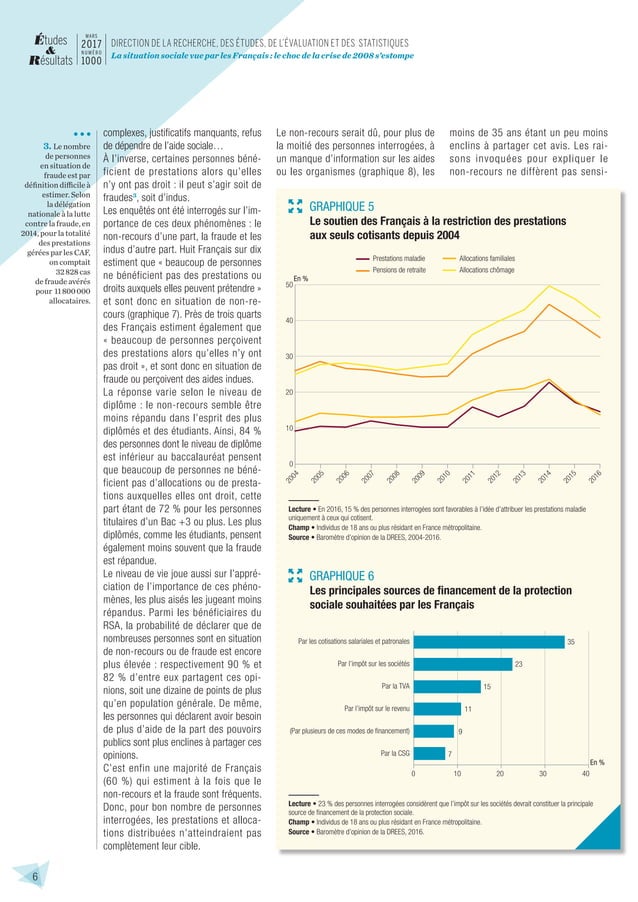 Études
&
Résultats
MARS
2017
NUMÉRO
1000
DIRECTION DE LA RECHERCHE, DES ÉTUDES, DE L'ÉVALUATION ET DES STATISTIQUES
La situation sociale vue par les Français : le choc de la crise de 2008 s'estompe
•••
3. Le nombre
de personnes
en situation de
fraude est par
définition difficile à
estimer. Selon
la délégation
nationale à la lutte
contre la fraude, en
2014, pour la totalité
des prestations
gérées par les CAF,
on comptait
32 828 cas
de fraude avérés
pour 11 800 000
allocataires.
complexes, justificatifs manquants, refus
de dépendre de l'aide sociale…
À l'inverse, certaines personnes béné-
ficient de prestations alors qu'elles
n'y ont pas droit : il peut s'agir soit de
fraudes³, soit d'indus.
Les enquêtés ont été interrogés sur l'im-
portance de ces deux phénomènes : le
non-recours d'une part, la fraude et les
indus d'autre part. Huit Français sur dix
estiment que « beaucoup de personnes
ne bénéficient pas des prestations ou
droits auxquels elles peuvent prétendre »
et sont donc en situation de non-re-
cours (graphique 7). Près de trois quarts
des Français estiment également que
« beaucoup de personnes perçoivent
des prestations alors qu'elles n'y ont
pas droit », et sont donc en situation de
fraude ou perçoivent des aides indues.
La réponse varie selon le niveau de
diplôme : le non-recours semble être
moins répandu dans l'esprit des plus
diplômés et des étudiants. Ainsi, 84 %
des personnes dont le niveau de diplôme
est inférieur au baccalauréat pensent
que beaucoup de personnes ne béné-
ficient pas d'allocations ou de presta-
tions auxquelles elles ont droit, cette
part étant de 72 % pour les personnes
titulaires d'un Bac +3 ou plus. Les plus
diplômés, comme les étudiants, pensent
également moins souvent que la fraude
est répandue.
Le niveau de vie joue aussi sur l'appré-
ciation de l'importance de ces phéno-
mènes, les plus aisés les jugeant moins
répandus. Parmi les bénéficiaires du
RSA, la probabilité de déclarer que de
nombreuses personnes sont en situation
de non-recours ou de fraude est encore
plus élevée : respectivement 90 % et
82 % d'entre eux partagent ces opi-
nions, soit une dizaine de points de plus
qu'en population générale. De même,
les personnes qui déclarent avoir besoin
de plus d'aide de la part des pouvoirs
publics sont plus enclines à partager ces
opinions.
C'est enfin une majorité de Français
(60 %) qui estiment à la fois que le
non-recours et la fraude sont fréquents.
Donc, pour bon nombre de personnes
interrogées, les prestations et alloca-
tions distribuées n'atteindraient pas
complètement leur cible.
Le non-recours serait dû, pour plus de
la moitié des personnes interrogées, à
un manque d'information sur les aides
ou les organismes (graphique 8), les
moins de 35 ans étant un peu moins
enclins à partager cet avis. Les rai-
sons invoquées pour expliquer le
non-recours ne diffèrent pas sensi-
GRAPHIQUE 5
Le soutien des Français à la restriction des prestations
aux seuls cotisants depuis 2004
Prestations maladie
Allocations familiales
Pensions de retraite
Allocations chômage
En %
50
40
30
20
10
0
2004 2005 2006 2007 2008 2009 2010 2011 2012 2013 2014 2015 2016
Lecture • En 2016, 15 % des personnes interrogées sont favorables à l'idée d'attribuer les prestations maladie
uniquement à ceux qui cotisent.
Champ • Individus de 18 ans ou plus résidant en France métropolitaine.
Source • Baromètre d'opinion de la DREES, 2004-2016.
GRAPHIQUE 6
Les principales sources de financement de la protection
sociale souhaitées par les Français
Par les cotisations salariales et patronales 35
Par l'impôt sur les sociétés 23
Par la TVA 15
Par l'impôt sur le revenu 11
(Par plusieurs de ces modes de financement) 9
Par la CSG 7
En %
0 10 20 30 40
Lecture • 23 % des personnes interrogées considèrent que l'impôt sur les sociétés devrait constituer la principale
source de financement de la protection sociale.
Champ • Individus de 18 ans ou plus résidant en France métropolitaine.
Source • Baromètre d'opinion de la DREES, 2016.
6